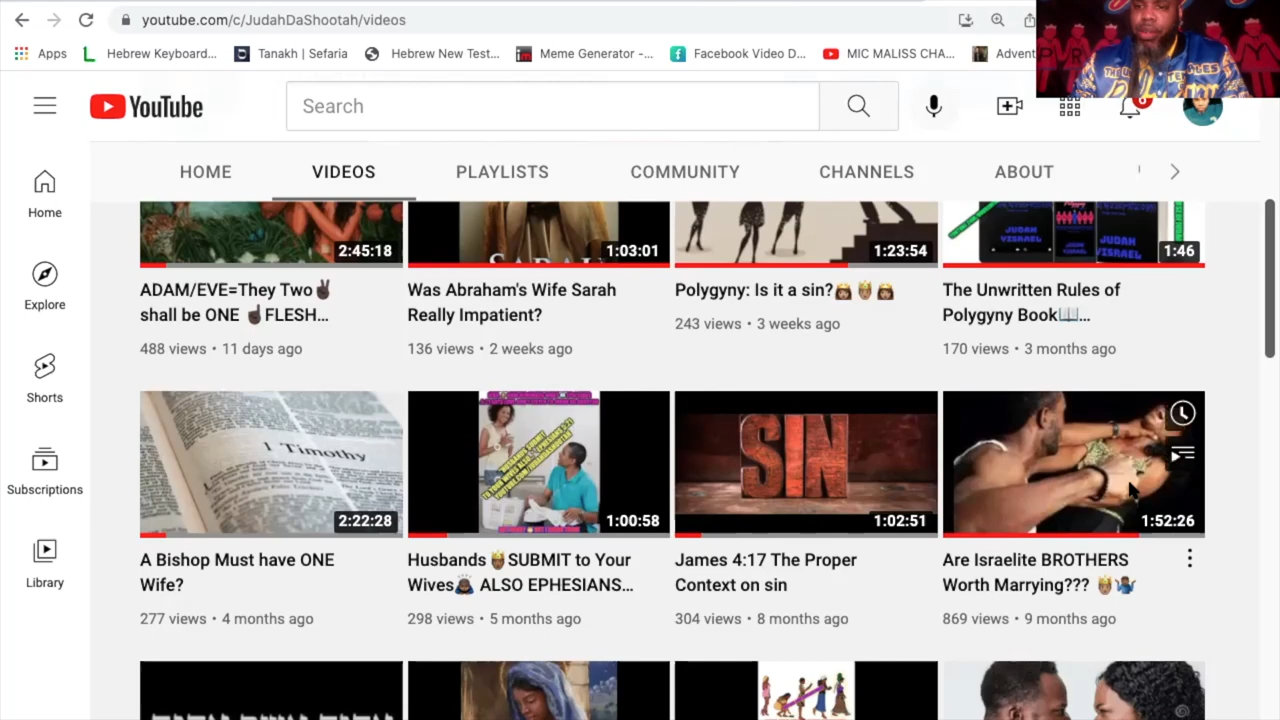 youtube.com/c/JudahDaShootah/videos
Apps
Hebrew Keyboard...
Tanakh | Sefaria
Hebrew New Test...
Meme Generator -...
Facebook Video D...
MIC MALISS CHA...
Advent
YouTube
Search
HOME
VIDEOS
PLAYLISTS
COMMUNITY
CHANNELS
ABOUT
Home
Explore
Shorts
Subscriptions
Library
2:45:18
SARAH
1:03:01
1:23:54
JUDAH
VISRAEL
JUDAH
VISRAEL
1:46
ADAM/EVE=They Two✌🏿
shall be ONE ☝🏿FLESH...
488 views • 11 days ago
Was Abraham's Wife Sarah
Really Impatient?
136 views • 2 weeks ago
Polygyny: Is it a sin?👸🏽🤴🏽👸🏽
243 views • 3 weeks ago
The Unwritten Rules of
Polygyny Book📖...
170 views • 3 months ago
1 Timothy
2:22:28
1:00:58
SIN
1:02:51
1:52:26
A Bishop Must have ONE
Wife?
277 views • 4 months ago
Husbands🤴🏽SUBMIT to Your
Wives🙇🏾‍♀️ ALSO EPHESIANS...
298 views • 5 months ago
James 4:17 The Proper
Context on sin
304 views • 8 months ago
Are Israelite BROTHERS
Worth Marrying??? 🤴🏽🤷🏾‍♂️
869 views • 9 months ago